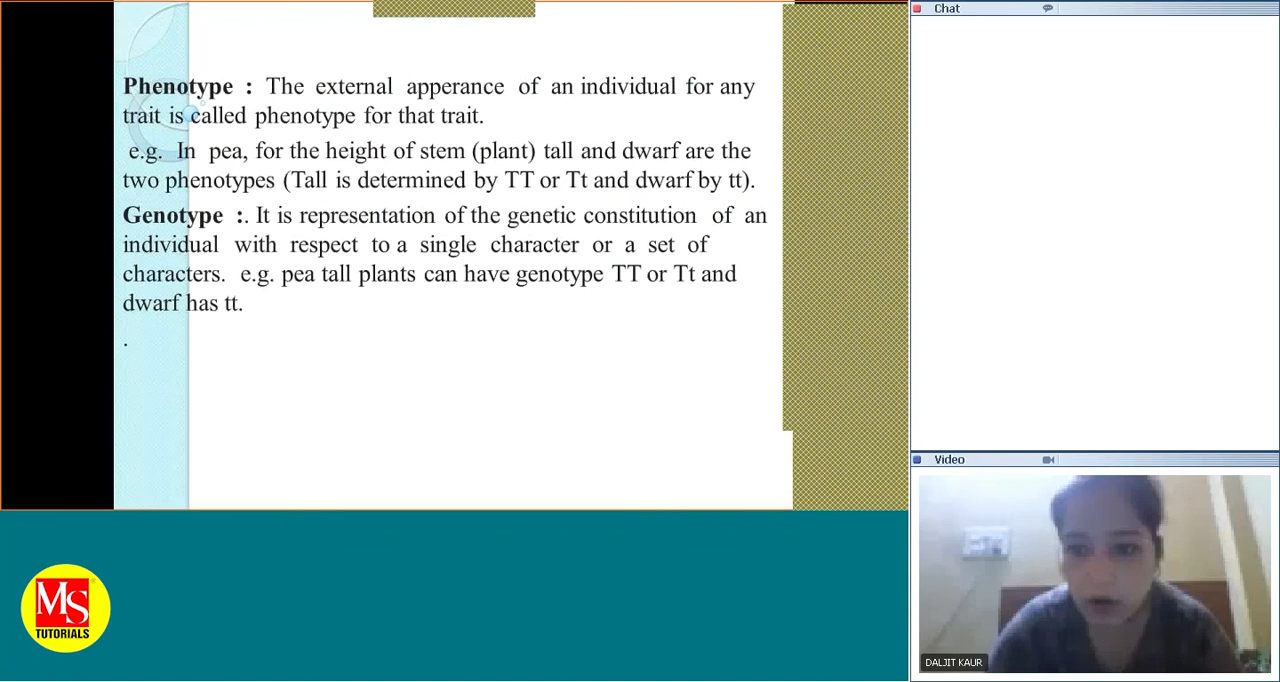 Chat
Phenotype : The external apperance of an individual for any
trait is called phenotype for that trait.
e.g. In pea, for the height of stem (plant) tall and dwarf are the
two phenotypes (Tall is determined by TT or Tt and dwarf by tt).
Genotype :. It is representation of the genetic constitution of an
individual with respect to a single character or a set of
characters. e.g. pea tall plants can have genotype TT or Tt and
dwarf has tt.
.
Video
MS
TUTORIALS
DALJIT KAUR